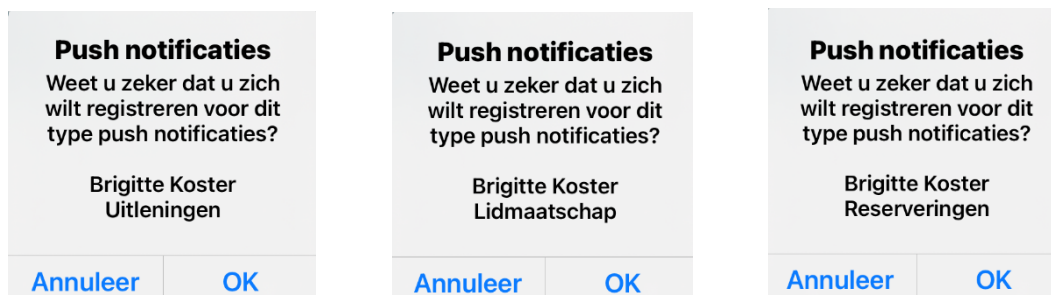 Push notificaties
Weet u zeker dat u zich
wilt registreren voor dit
type push notificaties?
Brigitte Koster
Uitleningen
Annuleer OK
Push notificaties
Weet u zeker dat u zich
wilt registreren voor dit
type push notificaties?
Brigitte Koster
Lidmaatschap
Annuleer OK
Push notificaties
Weet u zeker dat u zich
wilt registreren voor dit
type push notificaties?
Brigitte Koster
Reserveringen
Annuleer OK